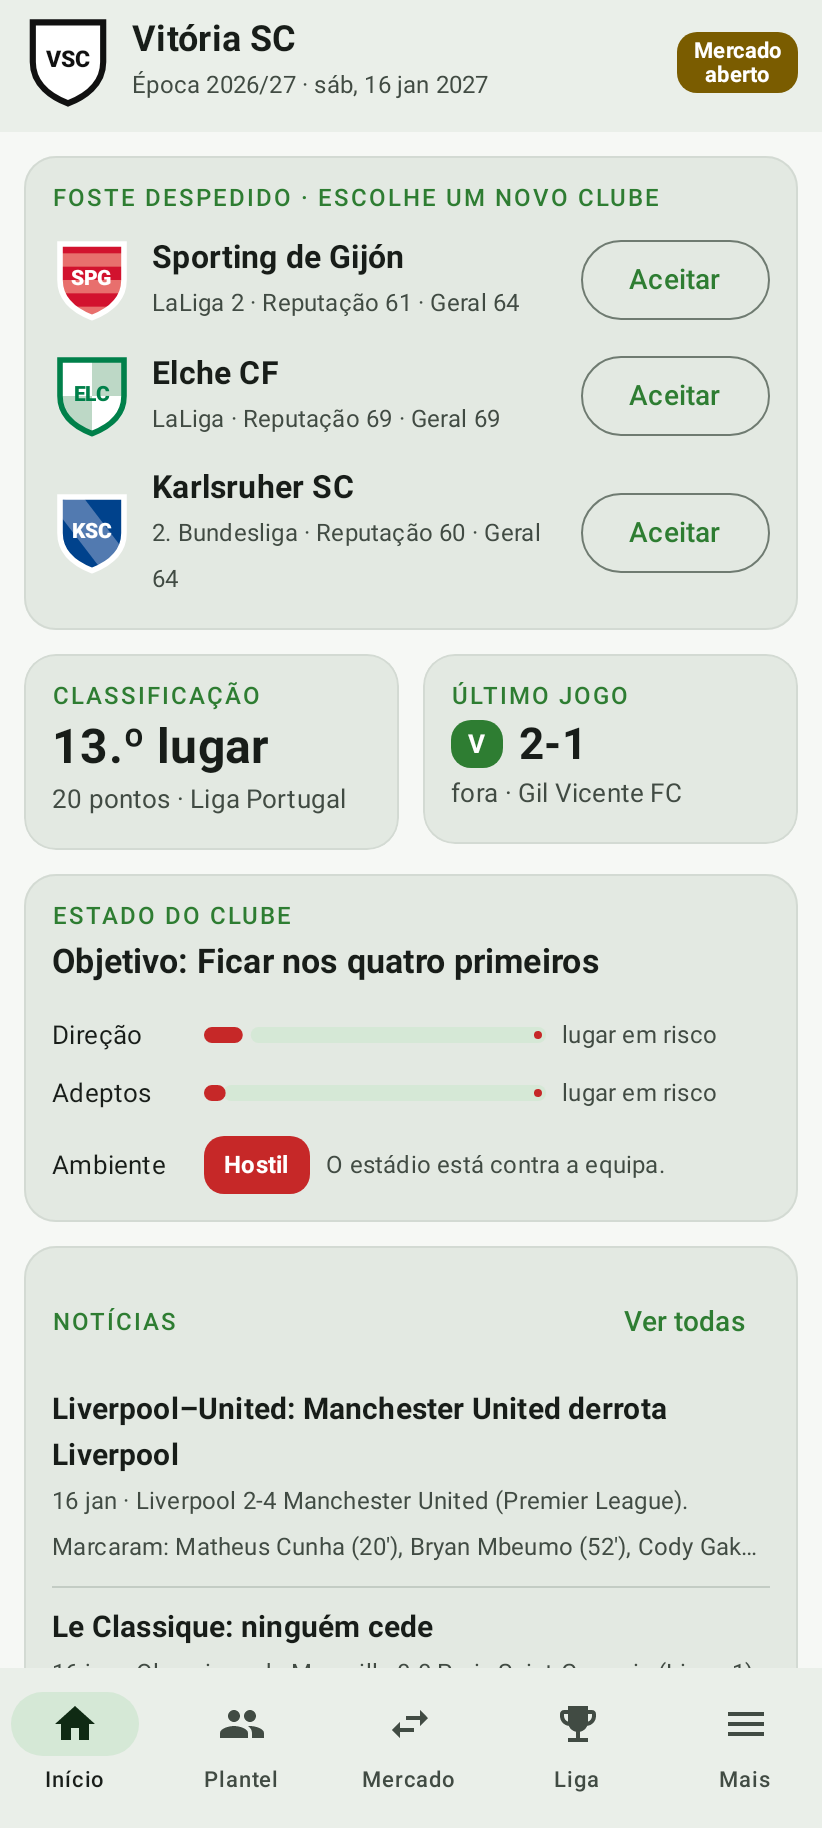 VSC
Vitória SC
Época 2026/27 · sáb, 16 jan 2027
Mercado
aberto
FOSTE DESPEDIDO · ESCOLHE UM NOVO CLUBE
SPG
Sporting de Gijón
LaLiga 2 · Reputação 61 · Geral 64
Aceitar
ELC
Elche CF
LaLiga · Reputação 69 · Geral 69
Aceitar
KSC
Karlsruher SC
2. Bundesliga · Reputação 60 · Geral
64
Aceitar
CLASSIFICAÇÃO
13.º lugar
20 pontos · Liga Portugal
ÚLTIMO JOGO
V 2-1
fora · Gil Vicente FC
ESTADO DO CLUBE
Objetivo: Ficar nos quatro primeiros
Direção lugar em risco
Adeptos lugar em risco
Ambiente Hostil O estádio está contra a equipa.
NOTÍCIAS
Ver todas
Liverpool–United: Manchester United derrota
Liverpool
16 jan · Liverpool 2-4 Manchester United (Premier League).
Marcaram: Matheus Cunha (20'), Bryan Mbeumo (52'), Cody Gak…
Le Classique: ninguém cede
Início
Plantel
Mercado
Liga
Mais